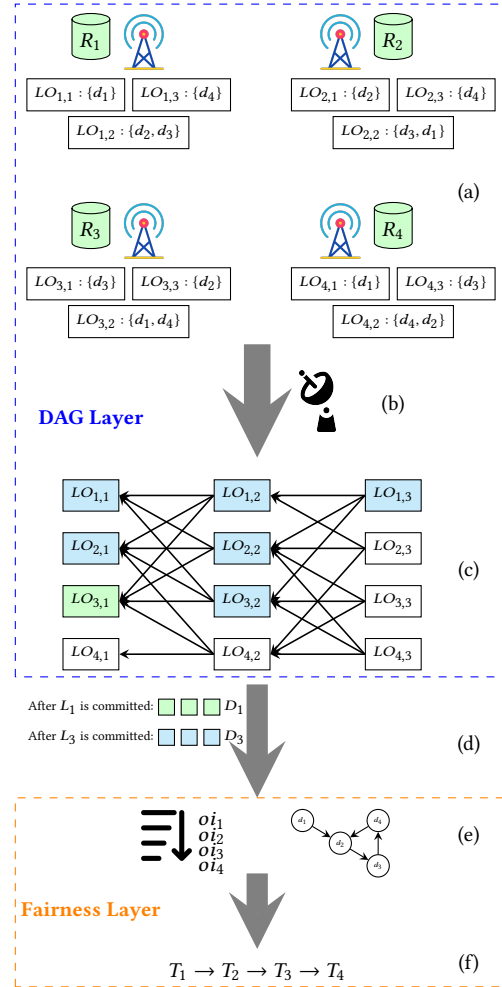 R1 R2
LO1,1 : {d1} LO1,3 : {d4} LO2,1 : {d2} LO2,3 : {d4}
LO1,2 : {d2, d3} LO2,2 : {d3, d1}
(a)
R3 R4
LO3,1 : {d3} LO3,3 : {d2} LO4,1 : {d1} LO4,3 : {d3}
LO3,2 : {d1, d4} LO4,2 : {d4, d2}
(b)
DAG Layer
LO1,1 LO1,2 LO1,3
LO2,1 LO2,2 LO2,3
(c)
LO3,1 LO3,2 LO3,3
LO4,1 LO4,2 LO4,3
After L1 is committed: D1
After L3 is committed: D3
(d)
oi1
oi2
oi3
oi4
d1 d4
d2
d3
(e)
Fairness Layer
T1 → T2 → T3 → T4
(f)